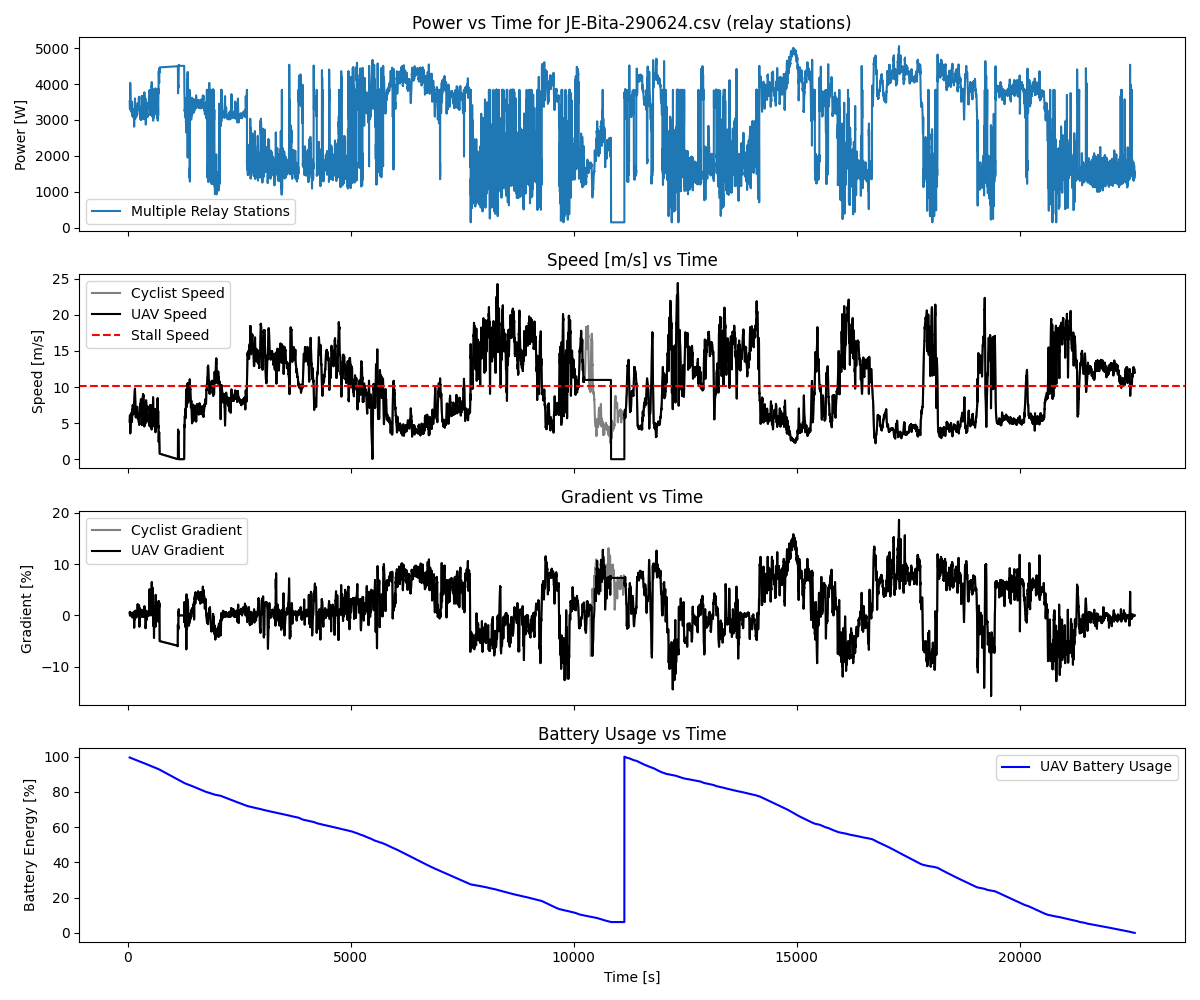 Power vs Time for JE-Bita-290624.csv (relay stations)
5000
4000
3000
2000
1000
0
Power [W]
Multiple Relay Stations
Speed [m/s] vs Time
25
20
15
10
5
0
Speed [m/s]
Cyclist Speed
UAV Speed
Stall Speed
Gradient vs Time
20
10
0
−10
Gradient [%]
Cyclist Gradient
UAV Gradient
Battery Usage vs Time
100
80
60
40
20
0
Battery Energy [%]
UAV Battery Usage
0 5000 10000 15000 20000
Time [s]